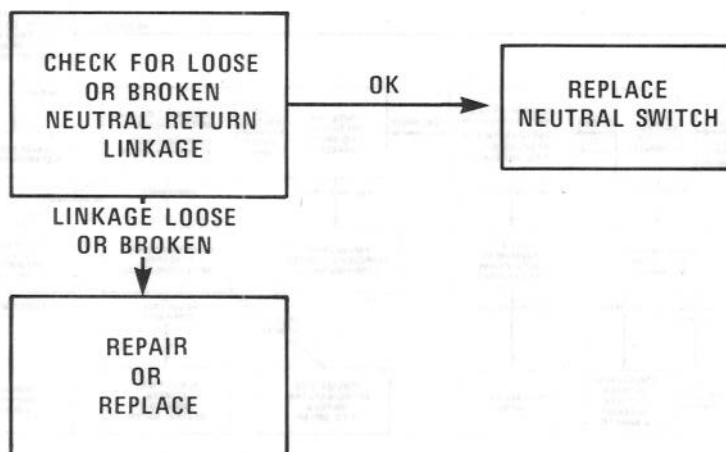 CHECK FOR LOOSE
OR BROKEN
NEUTRAL RETURN
LINKAGE
OK
REPLACE
NEUTRAL SWITCH
LINKAGE LOOSE
OR BROKEN
REPAIR
OR
REPLACE